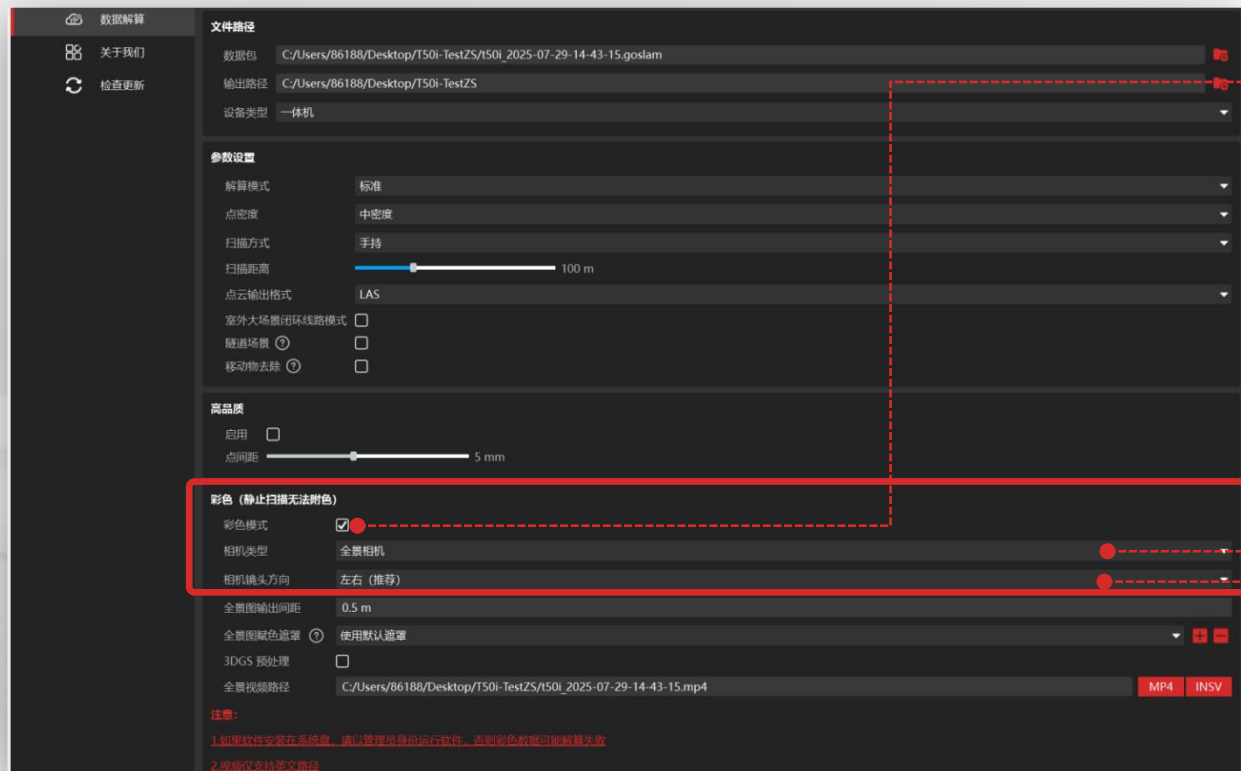 数据解算
关于我们
检查更新
文件路径
数据包 C:/Users/86188/Desktop/T50i-TestZS/t50i_2025-07-29-14-43-15.goslam
输出路径 C:/Users/86188/Desktop/T50i-TestZS
设备类型 一体机
参数设置
解算模式 标准
点密度 中密度
扫描方式 手持
扫描距离 100 m
点云输出格式 LAS
室外大场景闭环线路模式
隧道场景 ?
移动物去除 ?
高品质
启用
点间距 5 mm
彩色（静止扫描无法附色）
彩色模式
相机类型 全景相机
相机镜头方向 左右（推荐）
全景图输出间距 0.5 m
全景图赋色遮罩 ? 使用默认遮罩
3DGS 预处理
全景视频路径 C:/Users/86188/Desktop/T50i-TestZS/t50i_2025-07-29-14-43-15.mp4 MP4 INSV
注意：
1.如果软件安装在系统盘，请以管理员身份运行软件，否则彩色数据可能解算失败
2.视频仅支持英文路径